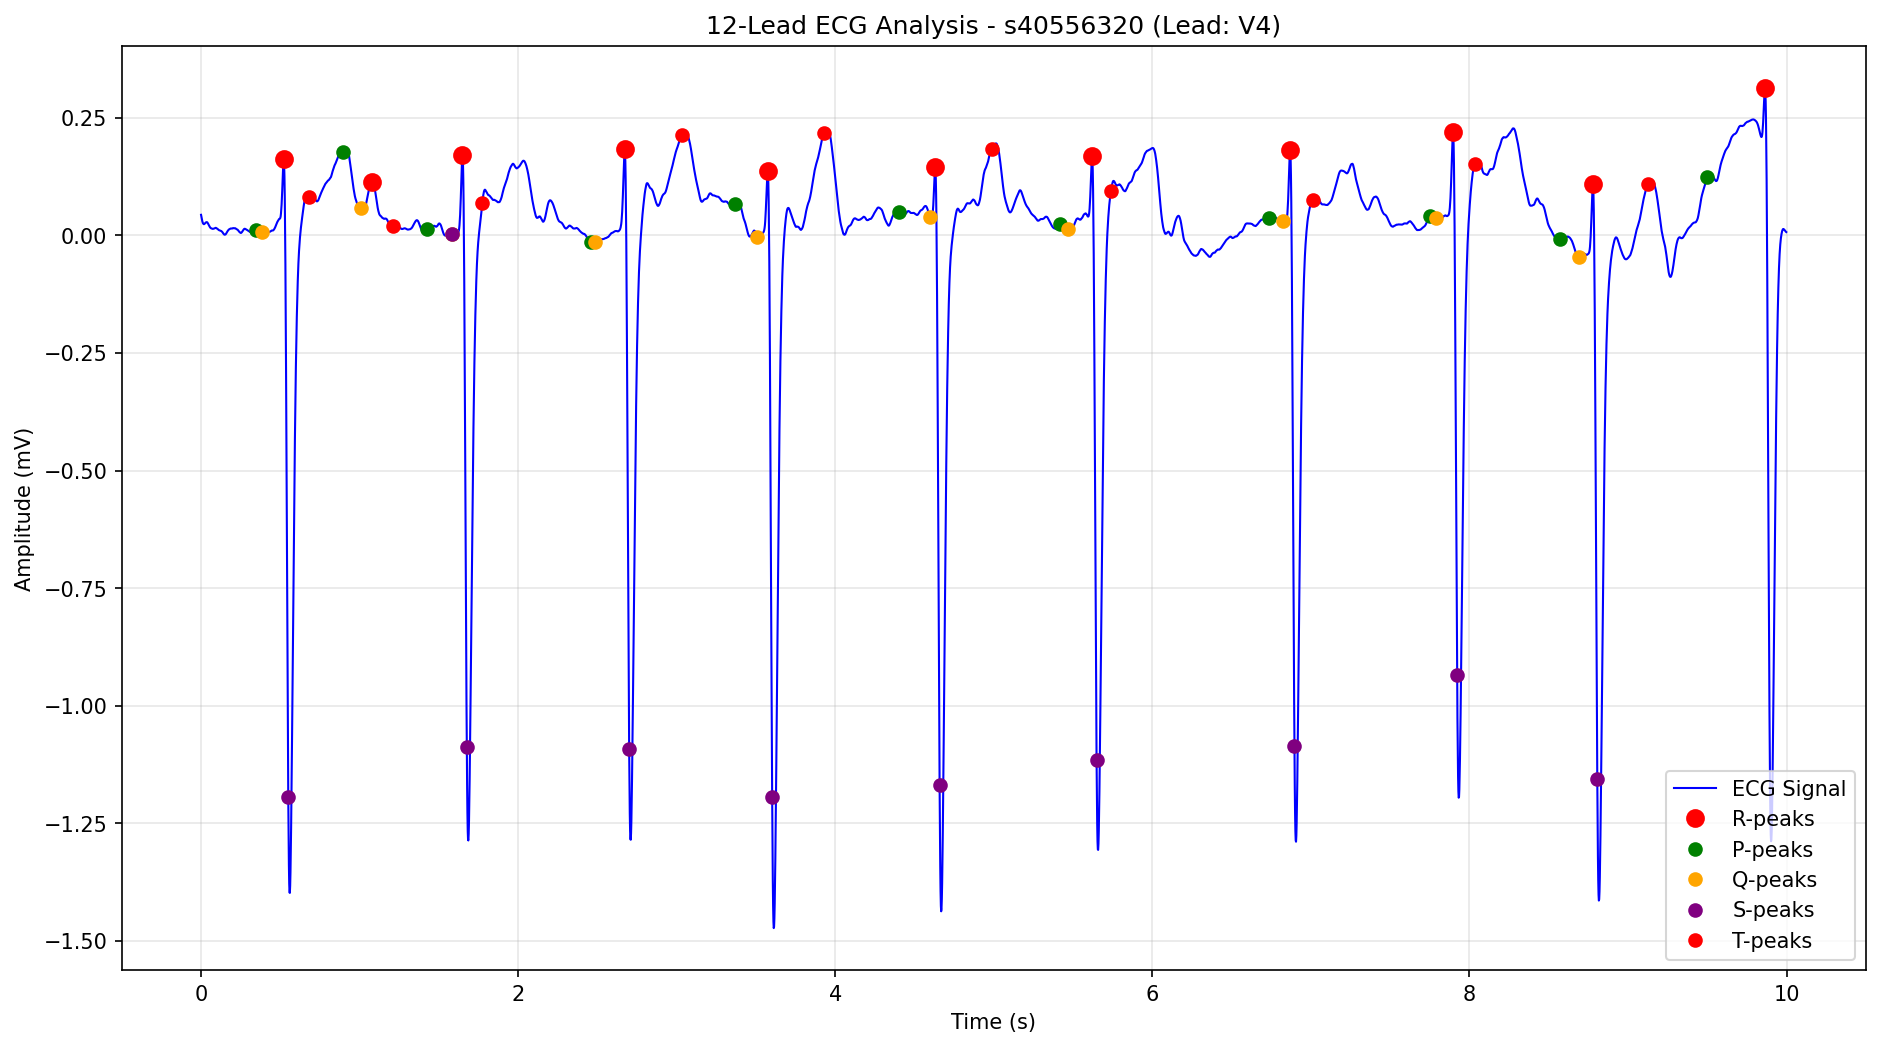 12-Lead ECG Analysis - s40556320 (Lead: V4)
Amplitude (mV)
0.25
0.00
−0.25
−0.50
−0.75
−1.00
−1.25
−1.50
0 2 4 6 8 10
Time (s)
ECG Signal
R-peaks
P-peaks
Q-peaks
S-peaks
T-peaks